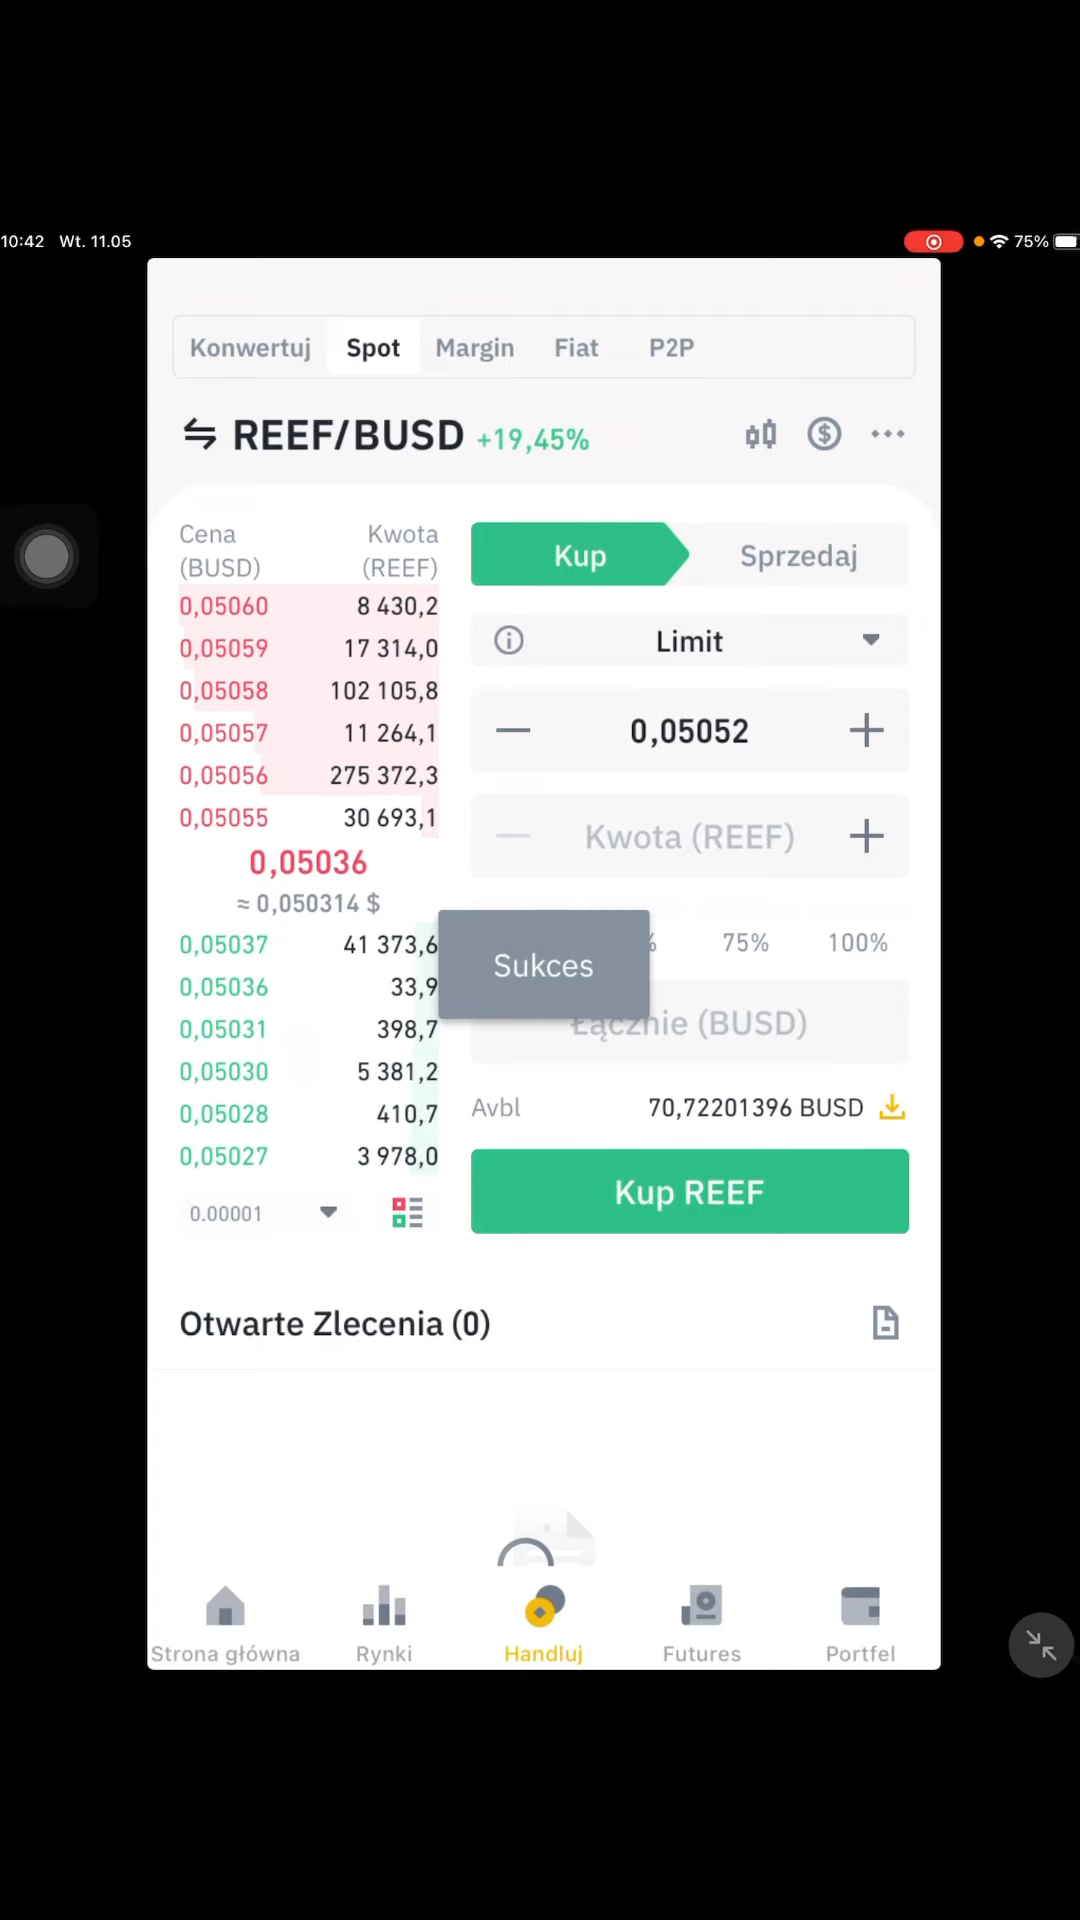 10:42 Wt. 11.05
75%
Konwertuj Spot Margin Fiat P2P
REEF/BUSD +19,45%
Cena Kwota
(BUSD) (REEF)
0,05060 8 430,2
0,05059 17 314,0
0,05058 102 105,8
0,05057 11 264,1
0,05056 275 372,3
0,05055 30 693,1
0,05036
≈ 0,050314 $
0,05037 41 373,6
0,05036 33,9
0,05031 398,7
0,05030 5 381,2
0,05028 410,7
0,05027 3 978,0
0.00001
Kup Sprzedaj
Limit
0,05052
Kwota (REEF)
% 75% 100%
Sukces
Łącznie (BUSD)
Avbl 70,72201396 BUSD
Kup REEF
Otwarte Zlecenia (0)
Strona główna Rynki Handluj Futures Portfel